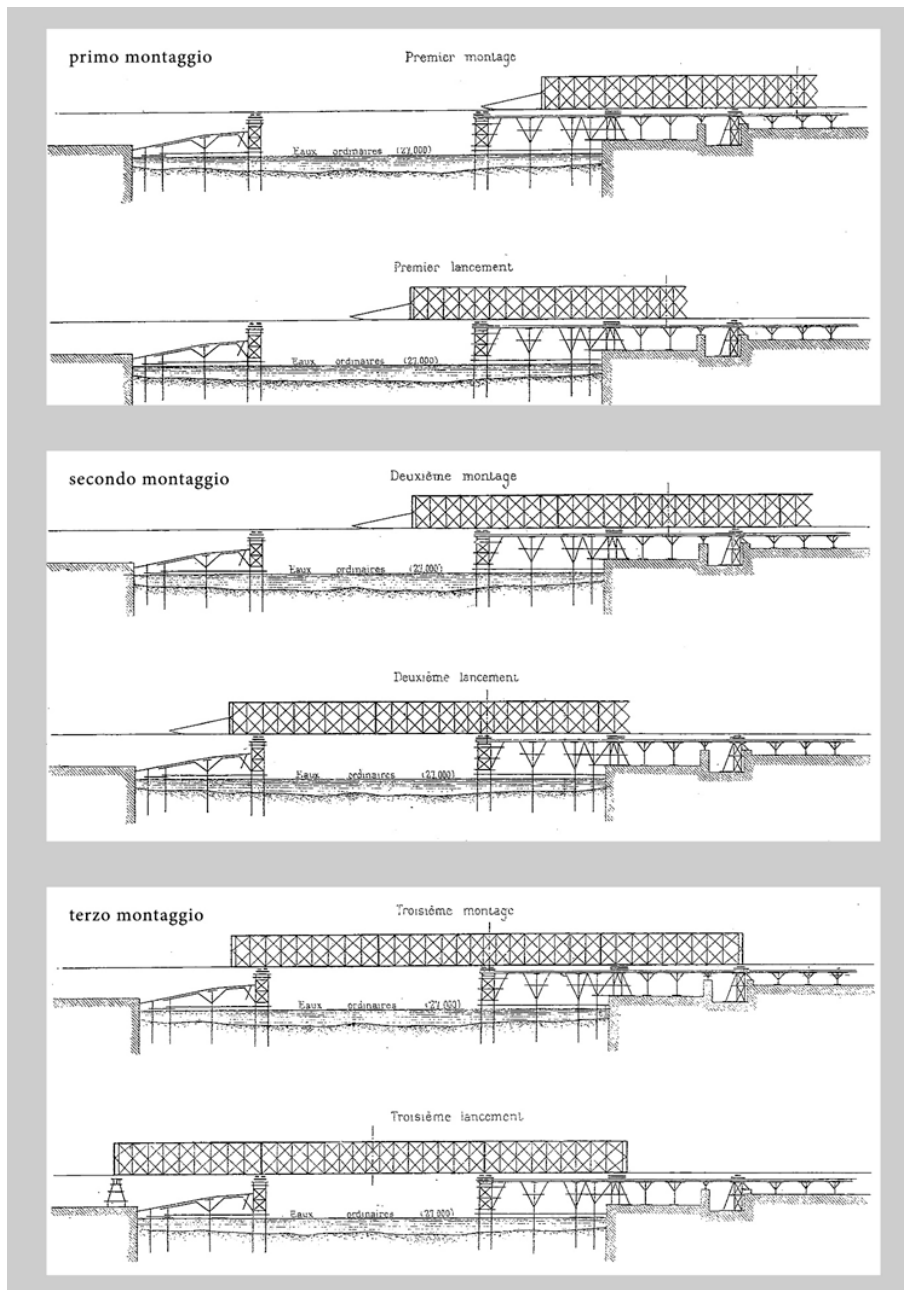 primo montaggio
Premier montage
Eaux ordinaires (27,000)
Premier lancement
Eaux ordinaires (27,000)
secondo montaggio
Deuxième montage
Eaux ordinaires (27,000)
Deuxième lancement
Eaux ordinaires (27,000)
terzo montaggio
Troisième montage
Eaux ordinaires (27,000)
Troisième lancement
Eaux ordinaires (27,000)